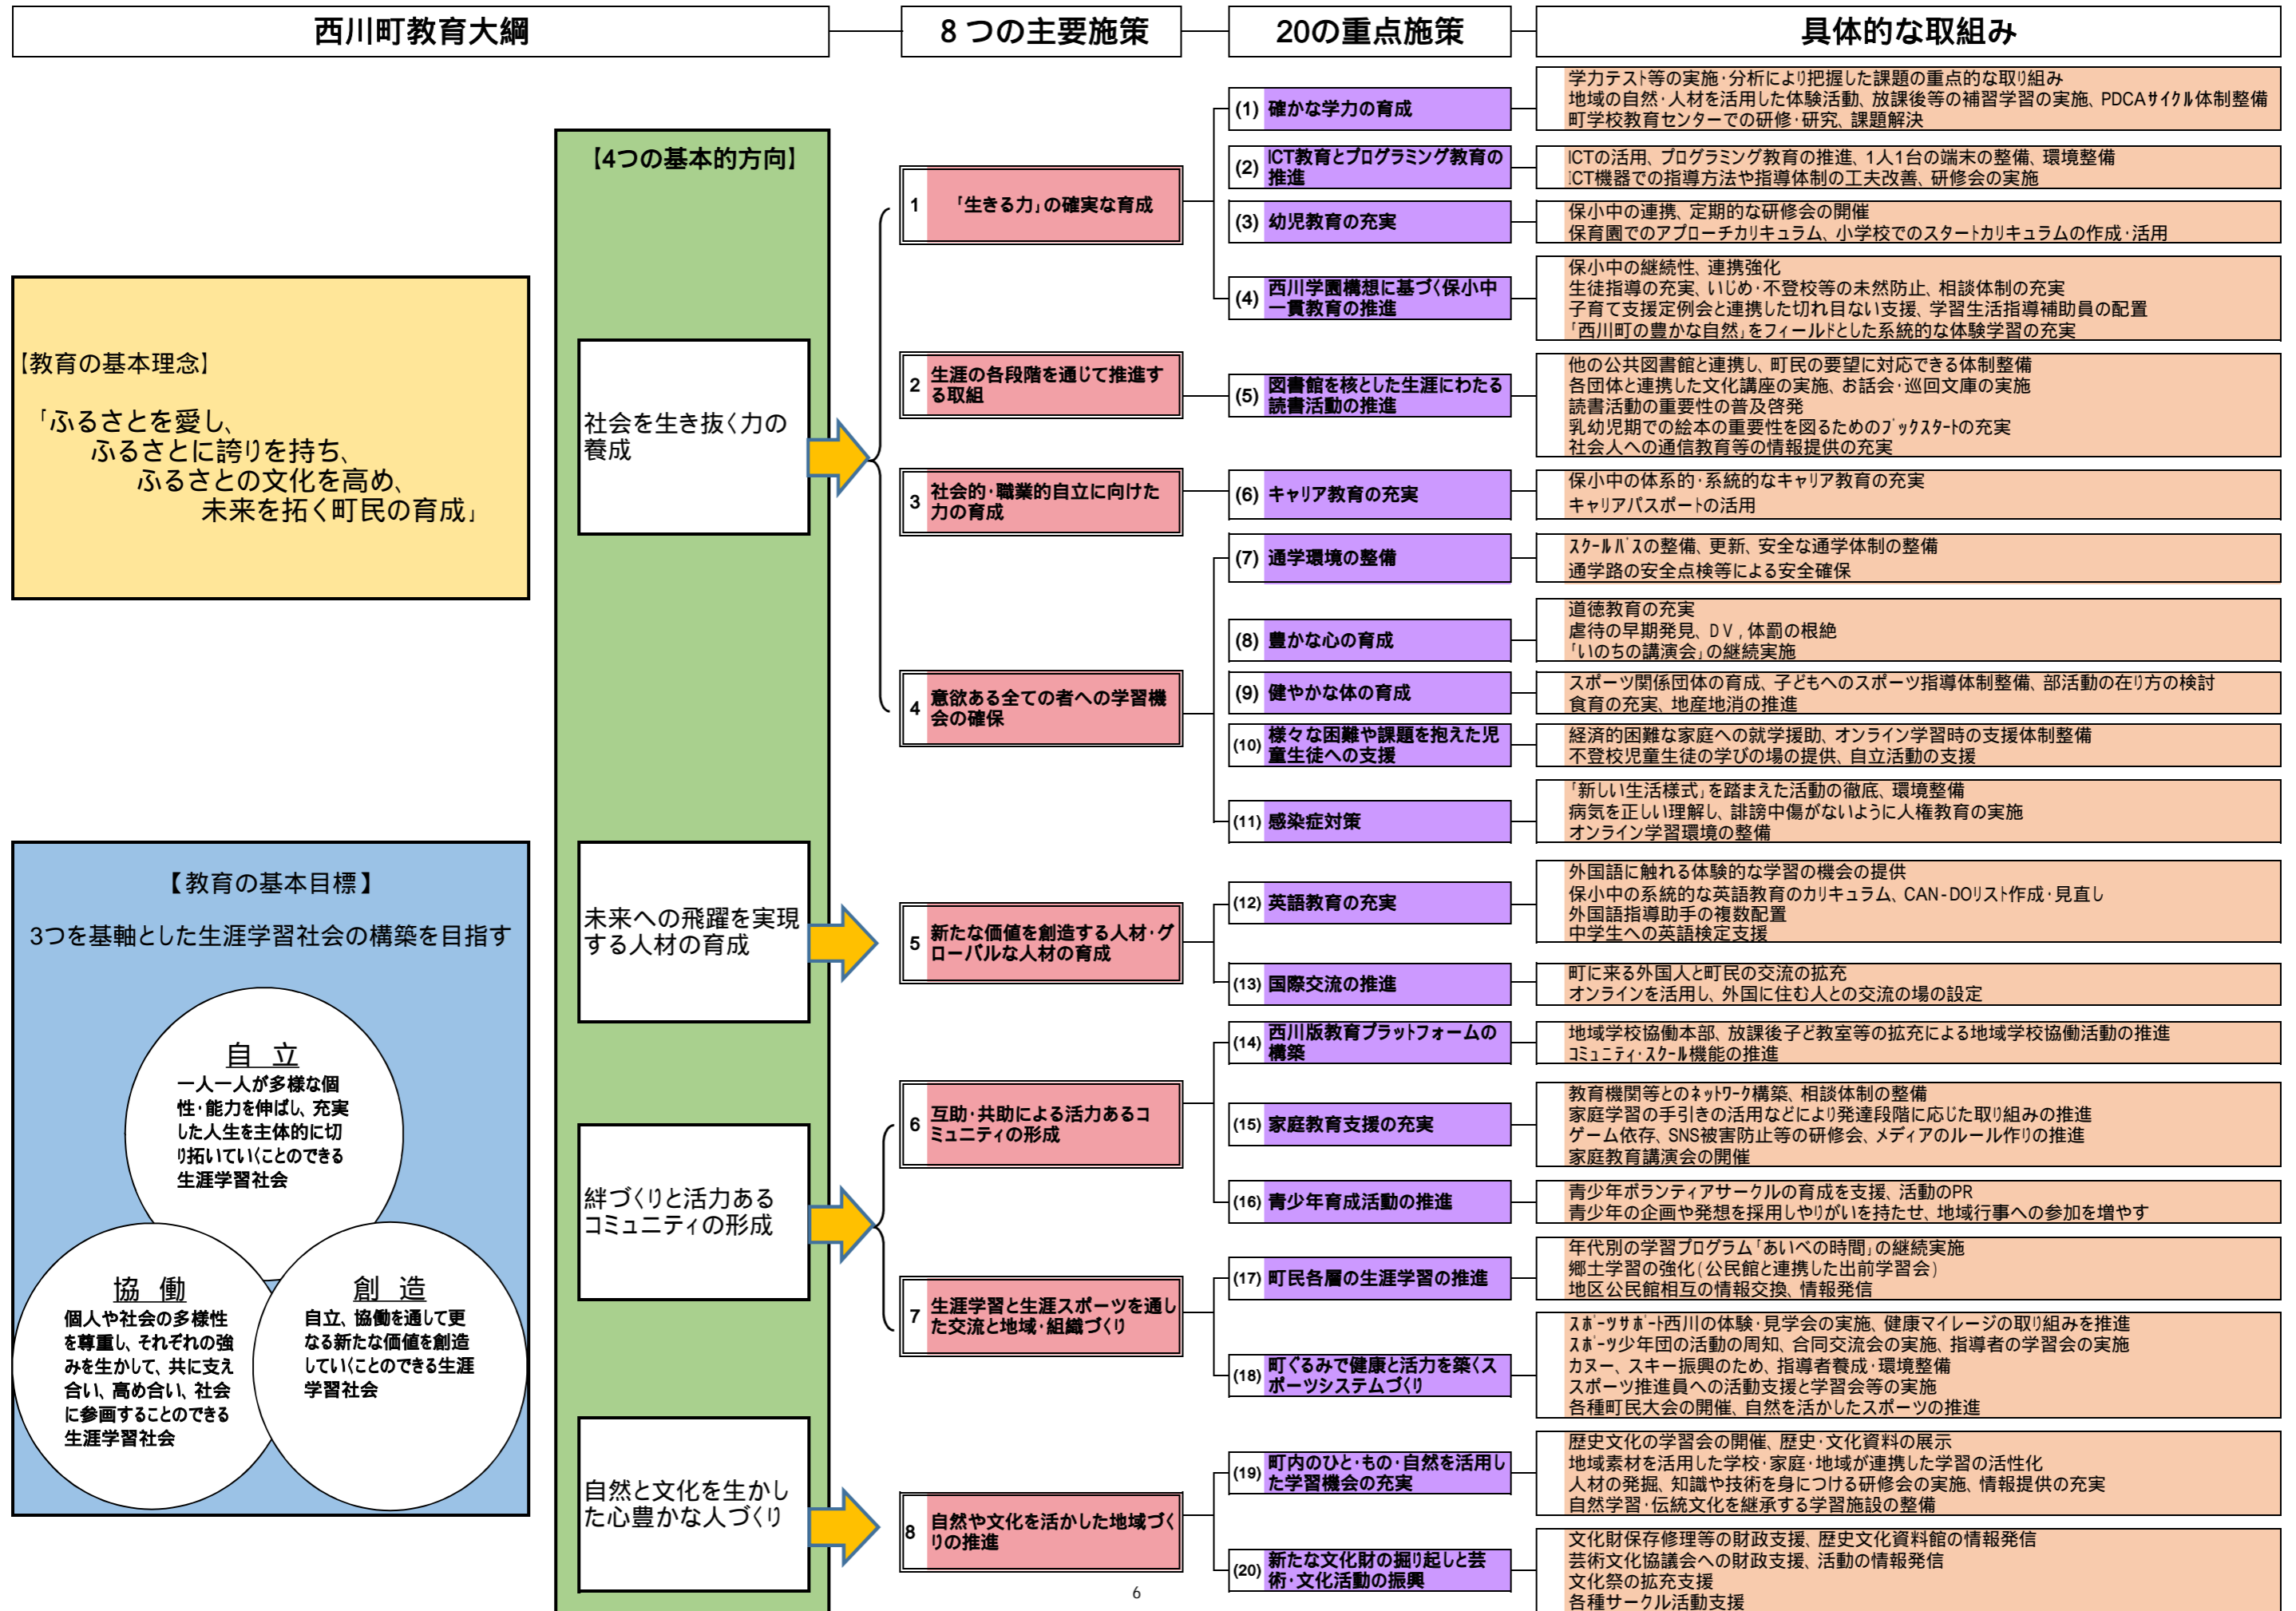 西川町教育大綱
8つの主要施策
20の重点施策
具体的な取組み
【教育の基本理念】
「ふるさとを愛し、
ふるさとに誇りを持ち、
ふるさとの文化を高め、
未来を拓く町民の育成」
【教育の基本目標】
3つを基軸とした生涯学習社会の構築を目指す
自 立
一人一人が多様な個
性・能力を伸ばし、充実
した人生を主体的に切
り拓いていくことのできる
生涯学習社会
協 働
個人や社会の多様性
を尊重し、それぞれの強
みを生かして、共に支え
合い、高め合い、社会
に参画することのできる
生涯学習社会
創 造
自立、協働を通して更
なる新たな価値を創造
していくことのできる生涯
学習社会
【4つの基本的方向】
社会を生き抜く力の
養成
未来への飛躍を実現
する人材の育成
絆づくりと活力ある
コミュニティの形成
自然と文化を生かし
た心豊かな人づくり
1 「生きる力」の確実な育成
2 生涯の各段階を通じて推進す
る取組
3 社会的・職業的自立に向けた
力の育成
4 意欲ある全ての者への学習機
会の確保
5 新たな価値を創造する人材・グ
ローバルな人材の育成
6 互助・共助による活力あるコ
ミュニティの形成
7 生涯学習と生涯スポーツを通し
た交流と地域・組織づくり
8 自然や文化を活かした地域づく
りの推進
(1) 確かな学力の育成
(2) ICT教育とプログラミング教育の
推進
(3) 幼児教育の充実
(4) 西川学園構想に基づく保小中
一貫教育の推進
(5) 図書館を核とした生涯にわたる
読書活動の推進
(6) キャリア教育の充実
(7) 通学環境の整備
(8) 豊かな心の育成
(9) 健やかな体の育成
(10) 様々な困難や課題を抱えた児
童生徒への支援
(11) 感染症対策
(12) 英語教育の充実
(13) 国際交流の推進
(14) 西川版教育プラットフォームの
構築
(15) 家庭教育支援の充実
(16) 青少年育成活動の推進
(17) 町民各層の生涯学習の推進
(18) 町ぐるみで健康と活力を築くス
ポーツシステムづくり
(19) 町内のひと・もの・自然を活用し
た学習機会の充実
(20) 新たな文化財の掘り起しと芸
術・文化活動の振興
学力テスト等の実施・分析により把握した課題の重点的な取り組み
地域の自然・人材を活用した体験活動、放課後等の補習学習の実施、PDCAサイクル体制整備
町学校教育センターでの研修・研究、課題解決
ICTの活用、プログラミング教育の推進、1人1台の端末の整備、環境整備
ICT機器での指導方法や指導体制の工夫改善、研修会の実施
保小中の連携、定期的な研修会の開催
保育園でのアプローチカリキュラム、小学校でのスタートカリキュラムの作成・活用
保小中の継続性、連携強化
生徒指導の充実、いじめ・不登校等の未然防止、相談体制の充実
子育て支援定例会と連携した切れ目ない支援、学習生活指導補助員の配置
「西川町の豊かな自然」をフィールドとした系統的な体験学習の充実
他の公共図書館と連携し、町民の要望に対応できる体制整備
各団体と連携した文化講座の実施、お話会・巡回文庫の実施
読書活動の重要性の普及啓発
乳幼児期での絵本の重要性を図るためのブックスタートの充実
社会人への通信教育等の情報提供の充実
保小中の体系的・系統的なキャリア教育の充実
キャリアパスポートの活用
スクールバスの整備、更新、安全な通学体制の整備
通学路の安全点検等による安全確保
道徳教育の充実
虐待の早期発見、DV，体罰の根絶
「いのちの講演会」の継続実施
スポーツ関係団体の育成、子どもへのスポーツ指導体制整備、部活動の在り方の検討
食育の充実、地産地消の推進
経済的困難な家庭への就学援助、オンライン学習時の支援体制整備
不登校児童生徒の学びの場の提供、自立活動の支援
「新しい生活様式」を踏まえた活動の徹底、環境整備
病気を正しい理解し、誹謗中傷がないように人権教育の実施
オンライン学習環境の整備
外国語に触れる体験的な学習の機会の提供
保小中の系統的な英語教育のカリキュラム、CAN-DOリスト作成・見直し
外国語指導助手の複数配置
中学生への英語検定支援
町に来る外国人と町民の交流の拡充
オンラインを活用し、外国に住む人との交流の場の設定
地域学校協働本部、放課後子ども教室等の拡充による地域学校協働活動の推進
コミュニティ・スクール機能の推進
教育機関等とのネットワーク構築、相談体制の整備
家庭学習の手引きの活用などにより発達段階に応じた取り組みの推進
ゲーム依存、SNS被害防止等の研修会、メディアのルール作りの推進
家庭教育講演会の開催
青少年ボランティアサークルの育成を支援、活動のPR
青少年の企画や発想を採用しやりがいを持たせ、地域行事への参加を増やす
年代別の学習プログラム「あいべの時間」の継続実施
郷土学習の強化(公民館と連携した出前学習会)
地区公民館相互の情報交換、情報発信
スポーツサポート西川の体験・見学会の実施、健康マイレージの取り組みを推進
スポーツ少年団の活動の周知、合同交流会の実施、指導者の学習会の実施
カヌー、スキー振興のため、指導者養成・環境整備
スポーツ推進員への活動支援と学習会等の実施
各種町民大会の開催、自然を活かしたスポーツの推進
歴史文化の学習会の開催、歴史・文化資料の展示
地域素材を活用した学校・家庭・地域が連携した学習の活性化
人材の発掘、知識や技術を身につける研修会の実施、情報提供の充実
自然学習・伝統文化を継承する学習施設の整備
文化財保存修理等の財政支援、歴史文化資料館の情報発信
芸術文化協議会への財政支援、活動の情報発信
文化祭の拡充支援
各種サークル活動支援
6